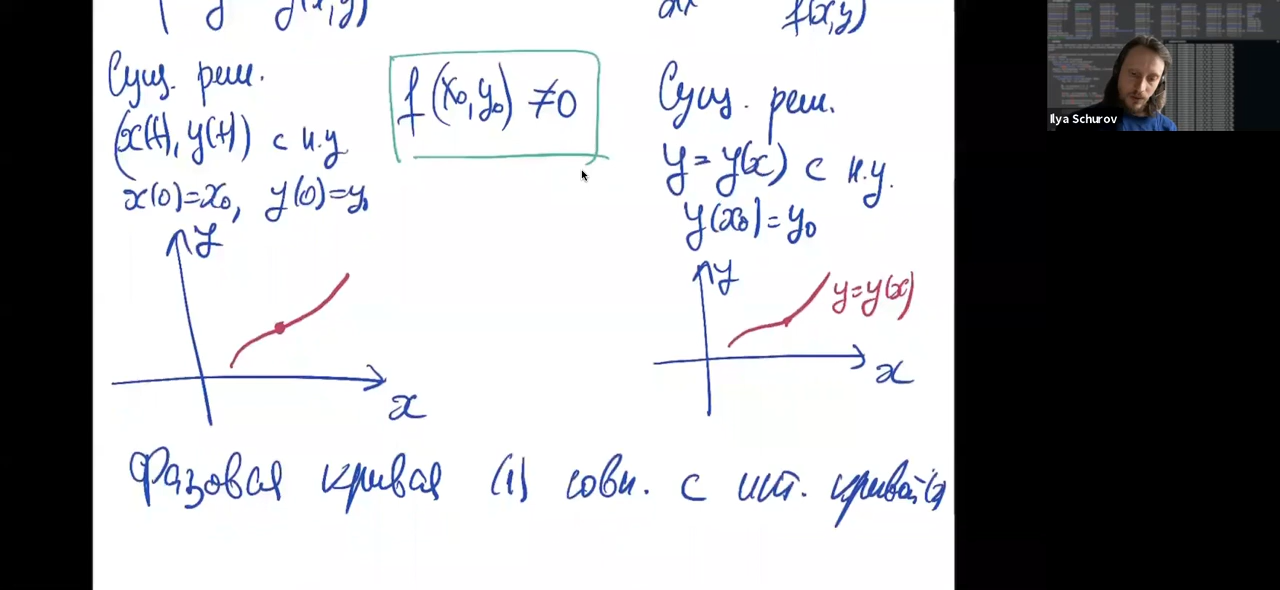 ẏ = g(x,y)
dx f(x,y)
Сущ. реш.
(x(t), y(t) с н.у
x(0)=x₀, y(0)=y₀
f(x₀,y₀) ≠0
Сущ. реш.
y=y(x) с н.у.
y(x₀)=y₀
y
x
y
y=y(x)
x
Фазовая кривая (1) совп. с инт. кривой (2)
Ilya Schurov